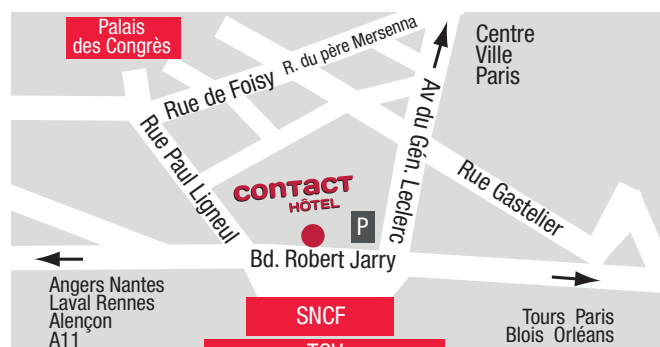 Palais
des Congrès
Centre
Ville
Paris
R. du père Mersenna
Rue de Foisy
Rue Paul Ligneul
Av du Gén. Leclerc
Rue Gastelier
CONTACT
HÔTEL
P
Bd. Robert Jarry
Angers Nantes
Laval Rennes
Alençon
A11
SNCF
Tours Paris
Blois Orléans
TGV